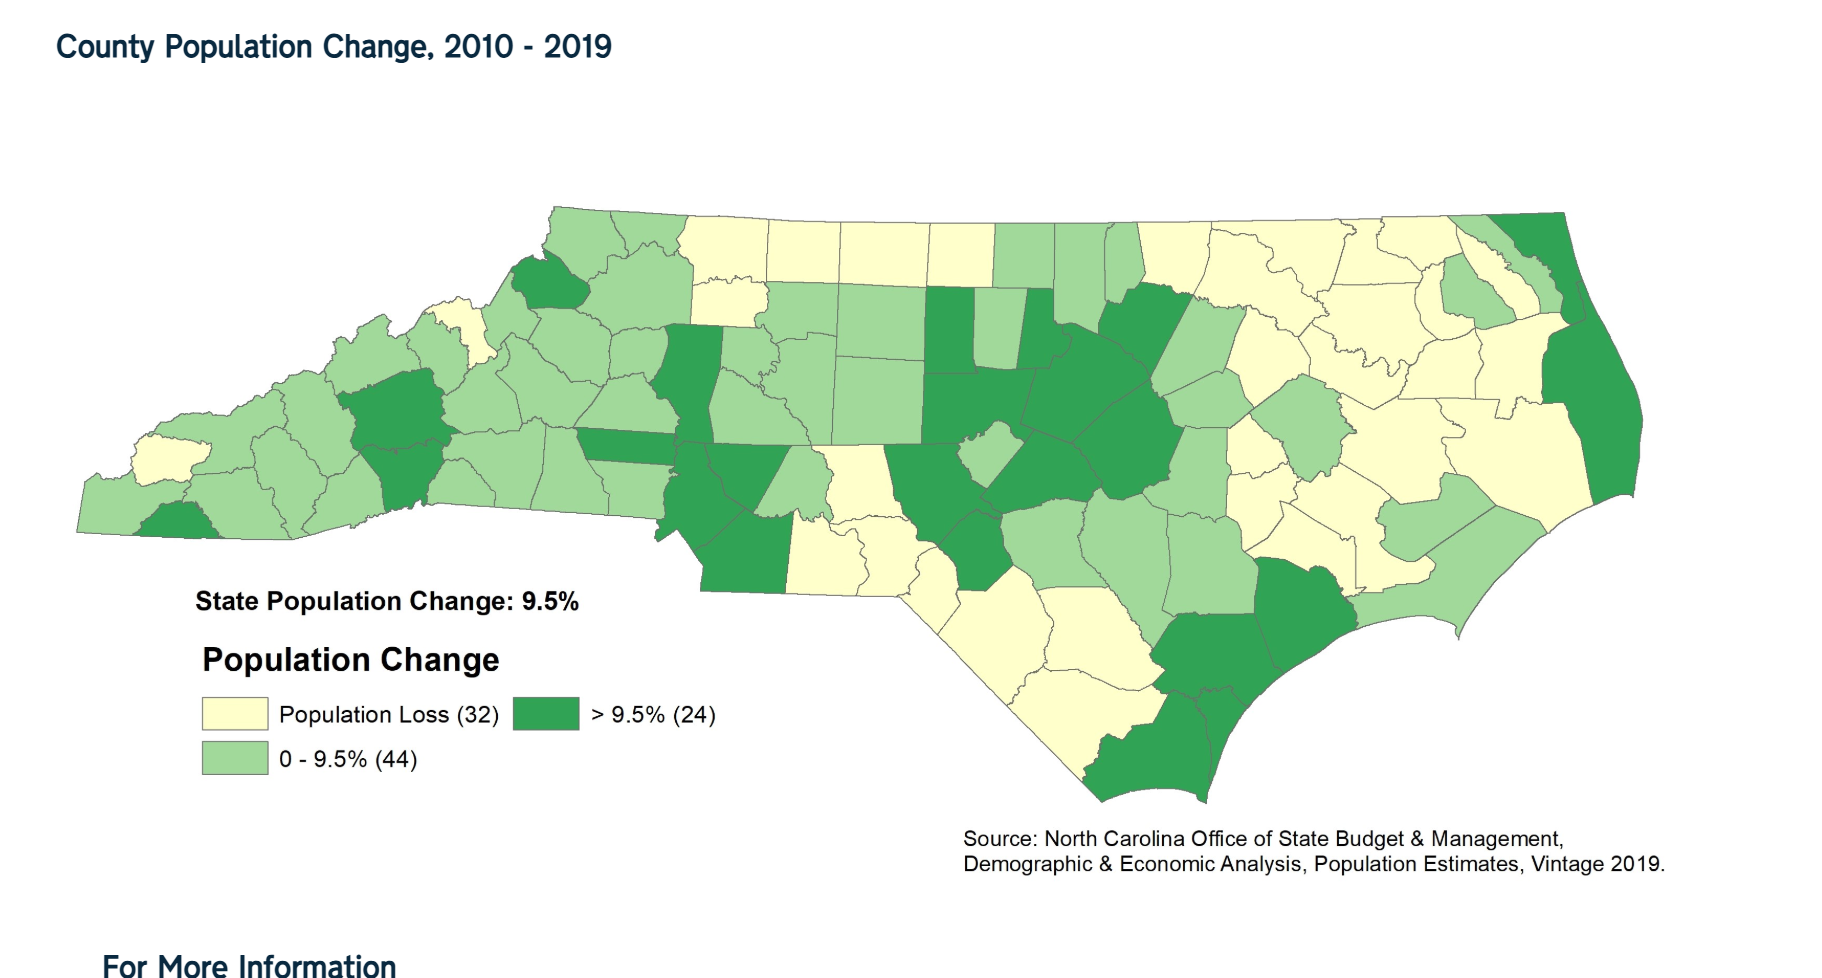 County Population Change, 2010 - 2019
State Population Change: 9.5%
Population Change
Population Loss (32)
> 9.5% (24)
0 - 9.5% (44)
Source: North Carolina Office of State Budget & Management,
Demographic & Economic Analysis, Population Estimates, Vintage 2019.
For More Information